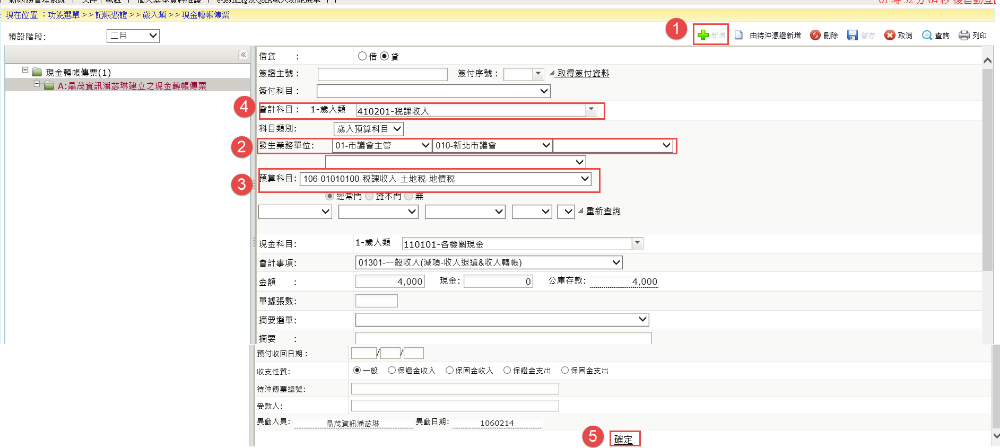 新帳務管理系統 | 文件下載區 | 個人基本資料維護 | e-learning及Q&A載入功能選單 | |
01 時 52 分 04 秒 後自動登
現在位置 ：功能選單>>記帳憑證>>歲入類>>現金轉帳傳票
預設階段: 二月
1 新增 由待沖憑證新增 刪除 儲存 取消 查詢 列印
現金轉帳傳票(1)
A:晶茂資訊潘苾琳建立之現金轉帳傳票
借貸 : 借 貸
簽證主號： 簽付序號： 取得簽付資料
簽付科目：
4 會計科目： 1-歲入類 410201-稅課收入
科目類別: 歲入預算科目
2 發生業務單位: 01-市議會主管 010-新北市議會
3 預算科目: 106-01010100-稅課收入-土地稅-地價稅
經常門 資本門 無
重新查詢
現金科目: 1-歲入類 110101-各機關現金
會計事項: 01301-一般收入(減項-收入退還&收入轉帳)
金額 : 4,000 現金: 0 公庫存款: 4,000
單據張數:
摘要選單:
摘要 :
預付收回日期： / /
收支性質: 一般 保證金收入 保固金收入 保證金支出 保固金支出
待沖傳票編號:
受款人:
異動人員: 晶茂資訊潘苾琳 異動日期: 1060214
5 確定